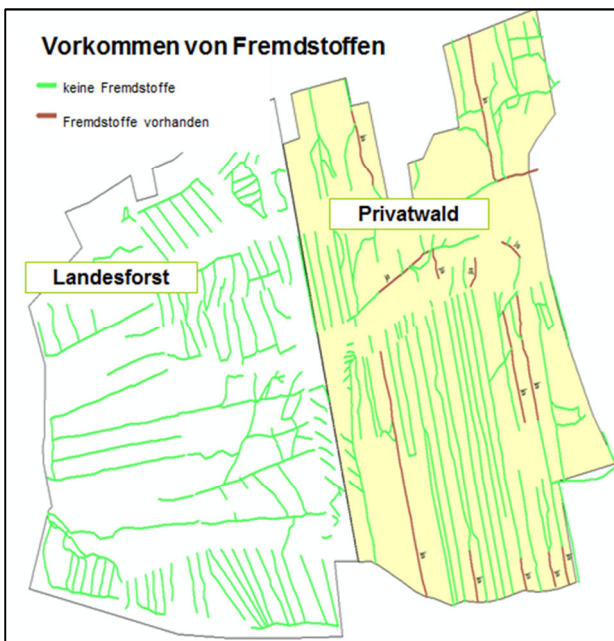 Vorkommen von Fremdstoffen
keine Fremdstoffe
Fremdstoffe vorhanden
Privatwald
Landesforst